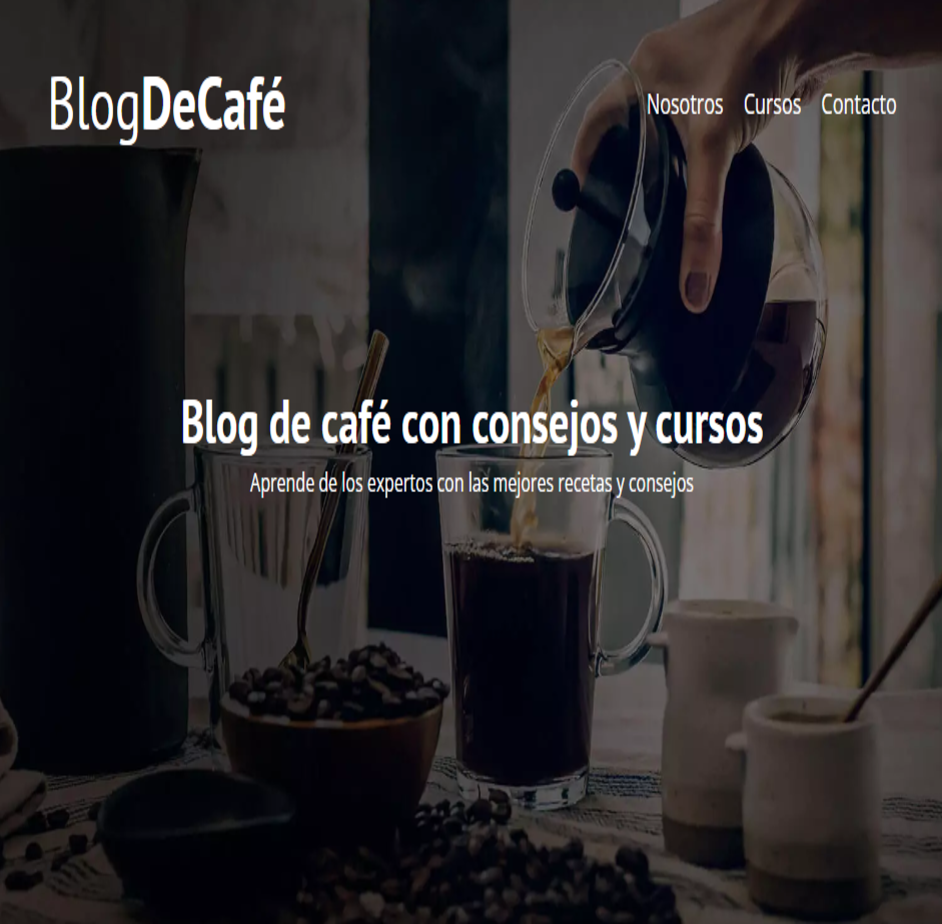 BlogDeCafé
Nosotros Cursos Contacto
Blog de café con consejos y cursos
Aprende de los expertos con las mejores recetas y consejos